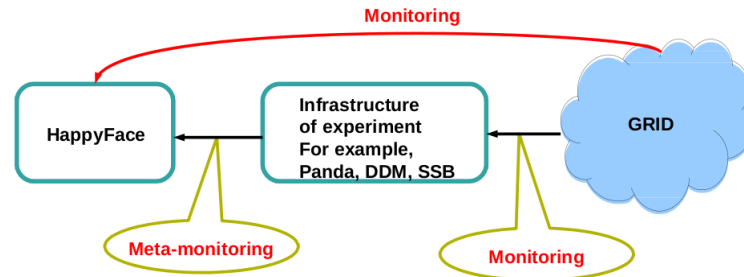 Monitoring
HappyFace
Infrastructure
of experiment
For example,
Panda, DDM, SSB
GRID
Meta-monitoring
Monitoring